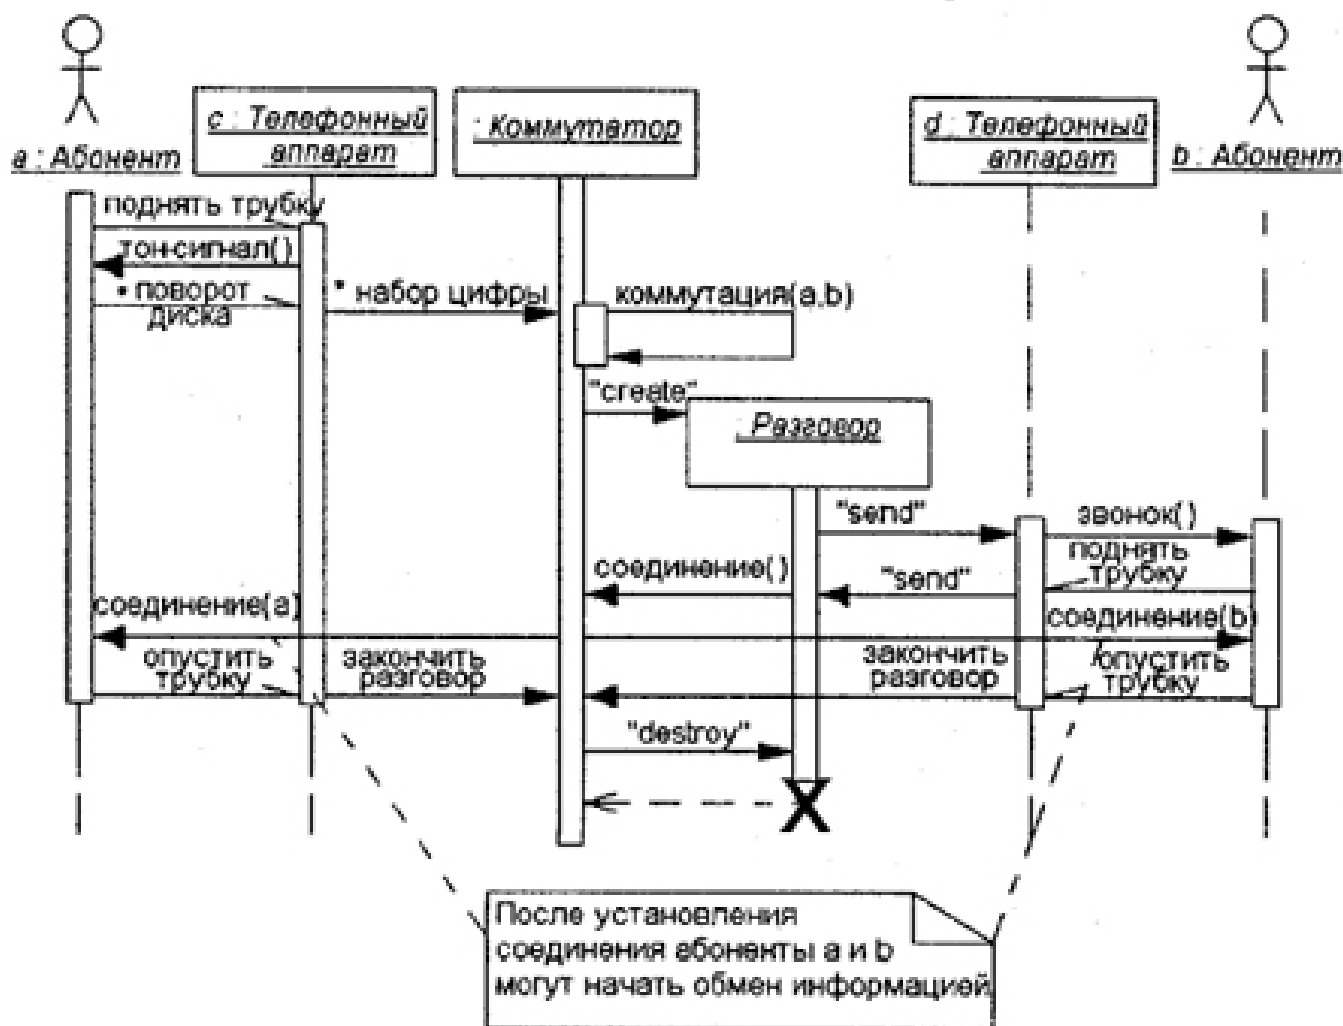 c : Телефонный
аппарат
: Коммутатор
d : Телефонный
аппарат
a : Абонент
b : Абонент
поднять трубку
тон-сигнал()
* поворот
диска
* набор цифры
коммутация(a,b)
"create"
: Разговор
"send"
звонок()
соединение()
"send"
поднять
трубку
соединение(a)
соединение(b)
опустить
трубку
закончить
разговор
закончить
разговор
опустить
трубку
"destroy"
После установления
соединения абоненты a и b
могут начать обмен информацией